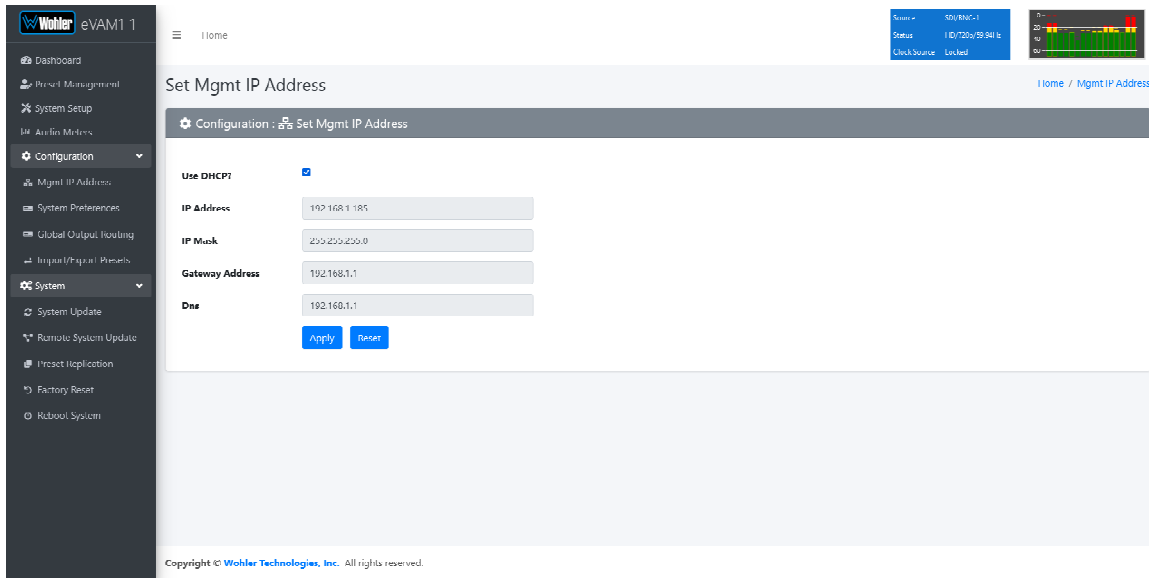 Wohler eVAM1 1
Dashboard
Preset Management
System Setup
Audio Meters
Configuration
Mgmt IP Address
System Preferences
Global Output Routing
Import/Export Presets
System
System Update
Remote System Update
Preset Replication
Factory Reset
Reboot System
Home
Source SDI/BNC-1
Status HD/720p/59.94Hz
Clock Source Locked
0
20
40
60
Set Mgmt IP Address
Home / Mgmt IP Address
Configuration : Set Mgmt IP Address
Use DHCP?
IP Address 192.168.1.185
IP Mask 255.255.255.0
Gateway Address 192.168.1.1
Dns 192.168.1.1
Apply Reset
Copyright © Wohler Technologies, Inc. All rights reserved.